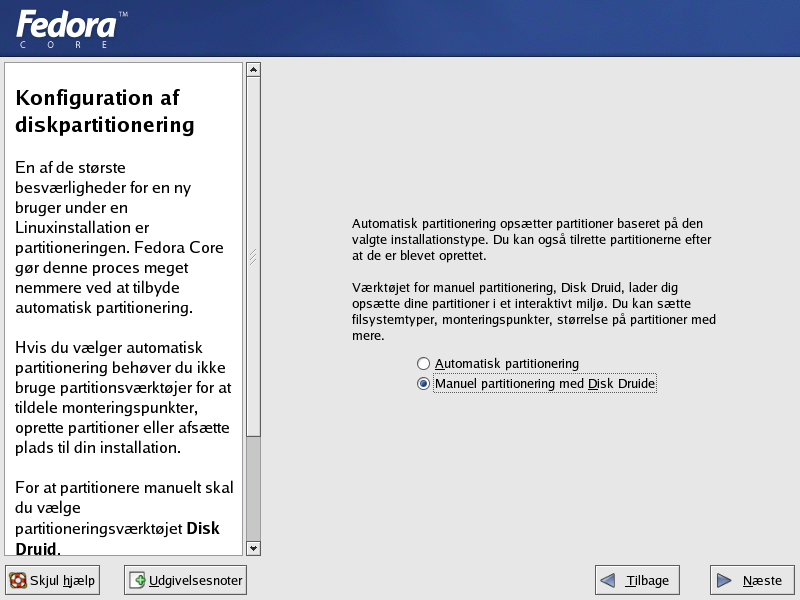 Fedora™
CORE
Konfiguration af
diskpartitionering
En af de største
besværligheder for en ny
bruger under en
Linuxinstallation er
partitioneringen. Fedora Core
gør denne proces meget
nemmere ved at tilbyde
automatisk partitionering.
Hvis du vælger automatisk
partitionering behøver du ikke
bruge partitionsværktøjer for at
tildele monteringspunkter,
oprette partitioner eller afsætte
plads til din installation.
For at partitionere manuelt skal
du vælge
partitioneringsværktøjet Disk
Druid.
Automatisk partitionering opsætter partitioner baseret på den
valgte installationstype. Du kan også tilrette partitionerne efter
at de er blevet oprettet.
Værktøjet for manuel partitionering, Disk Druid, lader dig
opsætte dine partitioner i et interaktivt miljø. Du kan sætte
filsystemtyper, monteringspunkter, størrelse på partitioner med
mere.
Automatisk partitionering
Manuel partitionering med Disk Druide
Skjul hjælp
Udgivelsesnoter
Tilbage
Næste